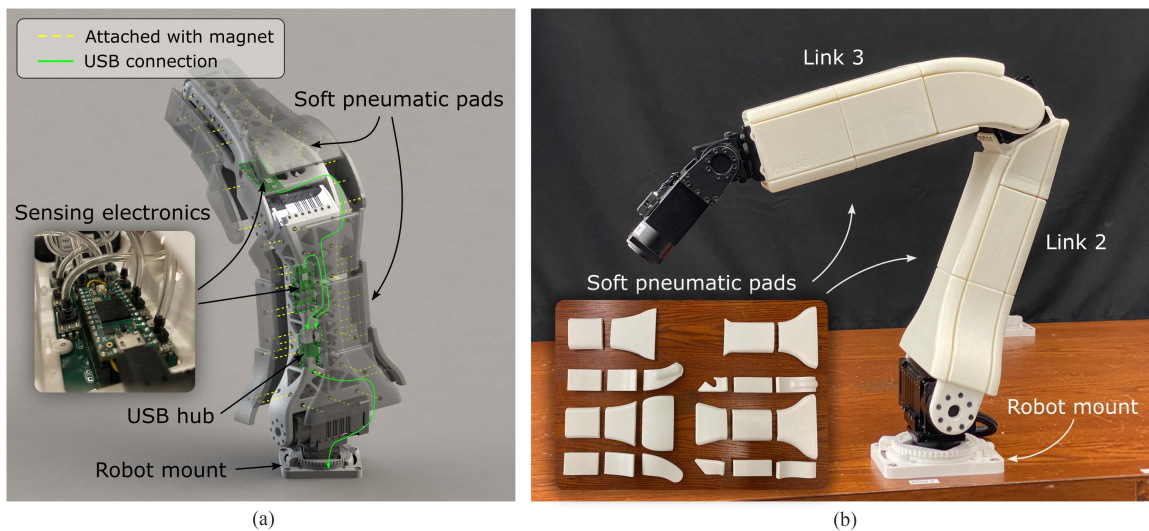 Attached with magnet
USB connection
Soft pneumatic pads
Sensing electronics
USB hub
Robot mount
(a)
Link 3
Link 2
Soft pneumatic pads
Robot mount
(b)